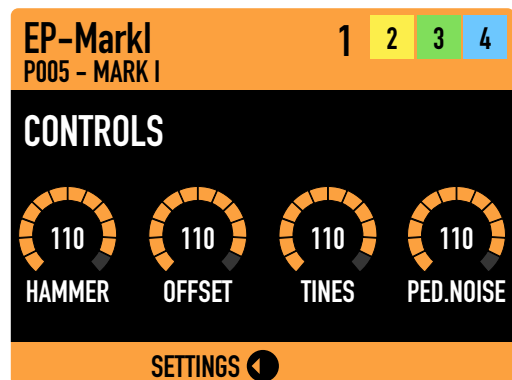 EP-MarkI 1 2 3 4
P005 - MARK I
CONTROLS
110 110 110 110
HAMMER OFFSET TINES PED.NOISE
SETTINGS